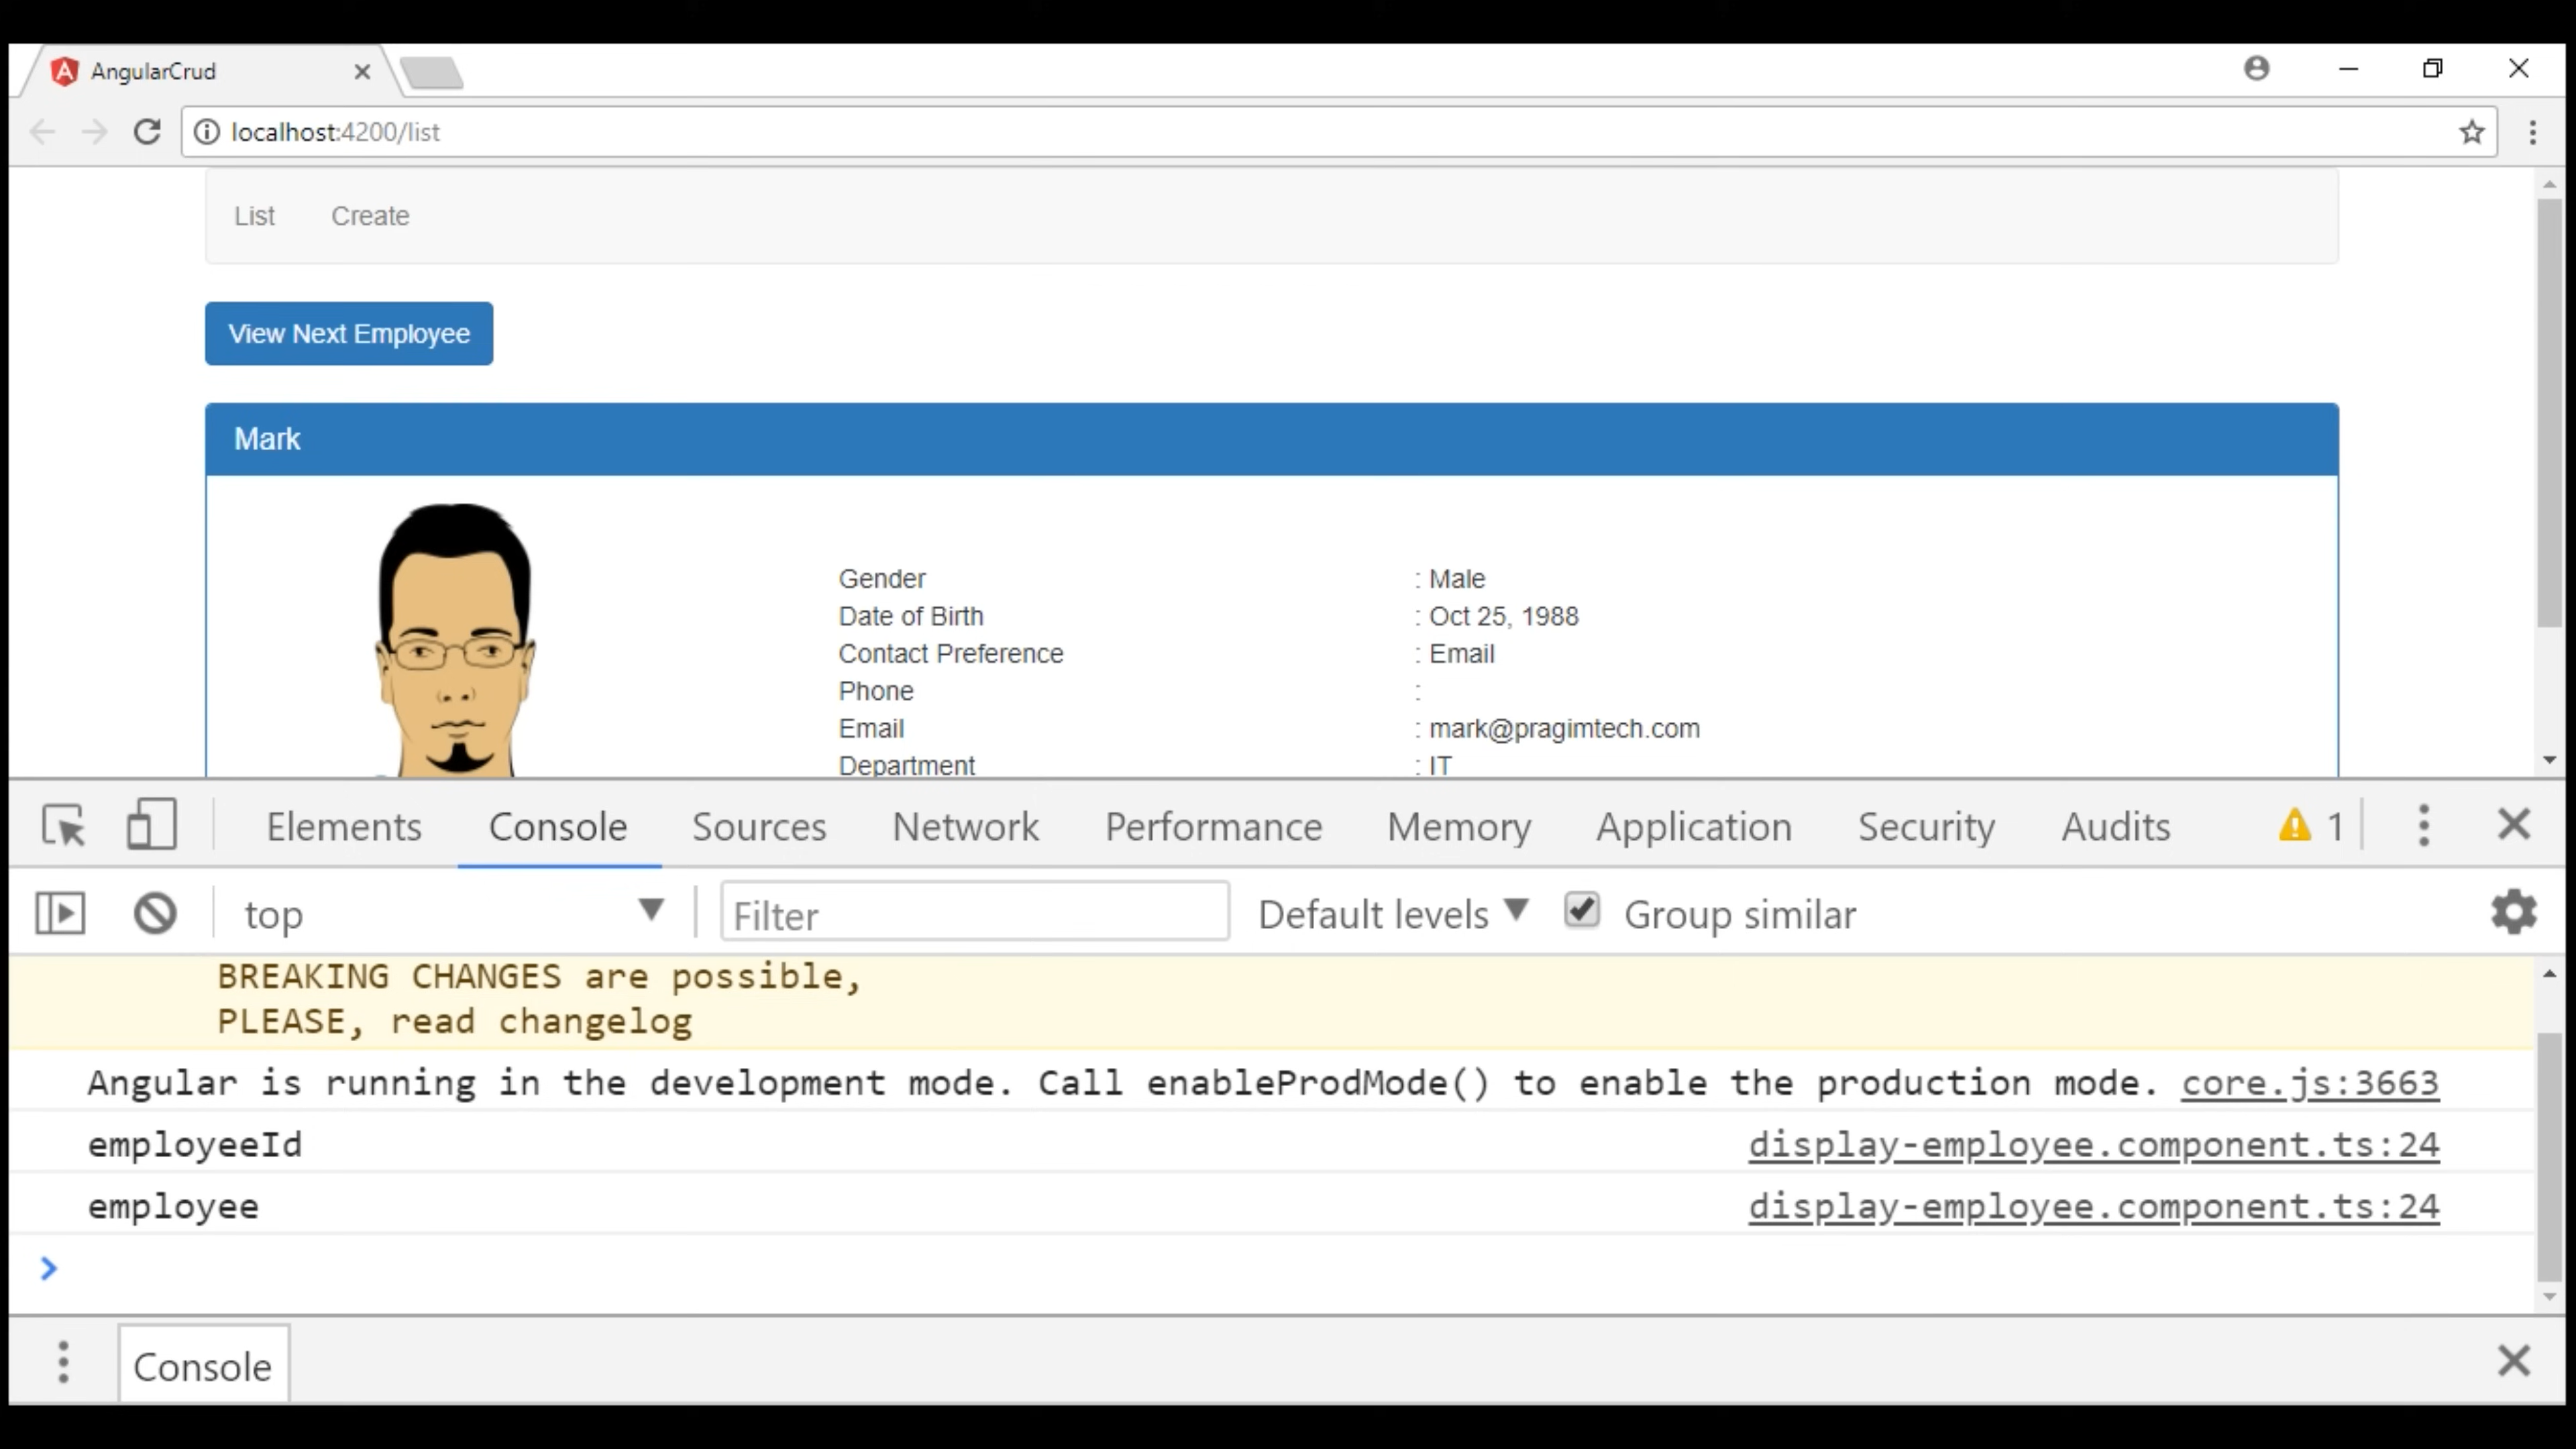 AngularCrud
localhost:4200/list
List Create
View Next Employee
Mark
Gender : Male
Date of Birth : Oct 25, 1988
Contact Preference : Email
Phone :
Email : mark@pragimtech.com
Department : IT
Elements Console Sources Network Performance Memory Application Security Audits 1
top Filter Default levels Group similar
BREAKING CHANGES are possible,
PLEASE, read changelog
Angular is running in the development mode. Call enableProdMode() to enable the production mode. core.js:3663
employeeId display-employee.component.ts:24
employee display-employee.component.ts:24
Console